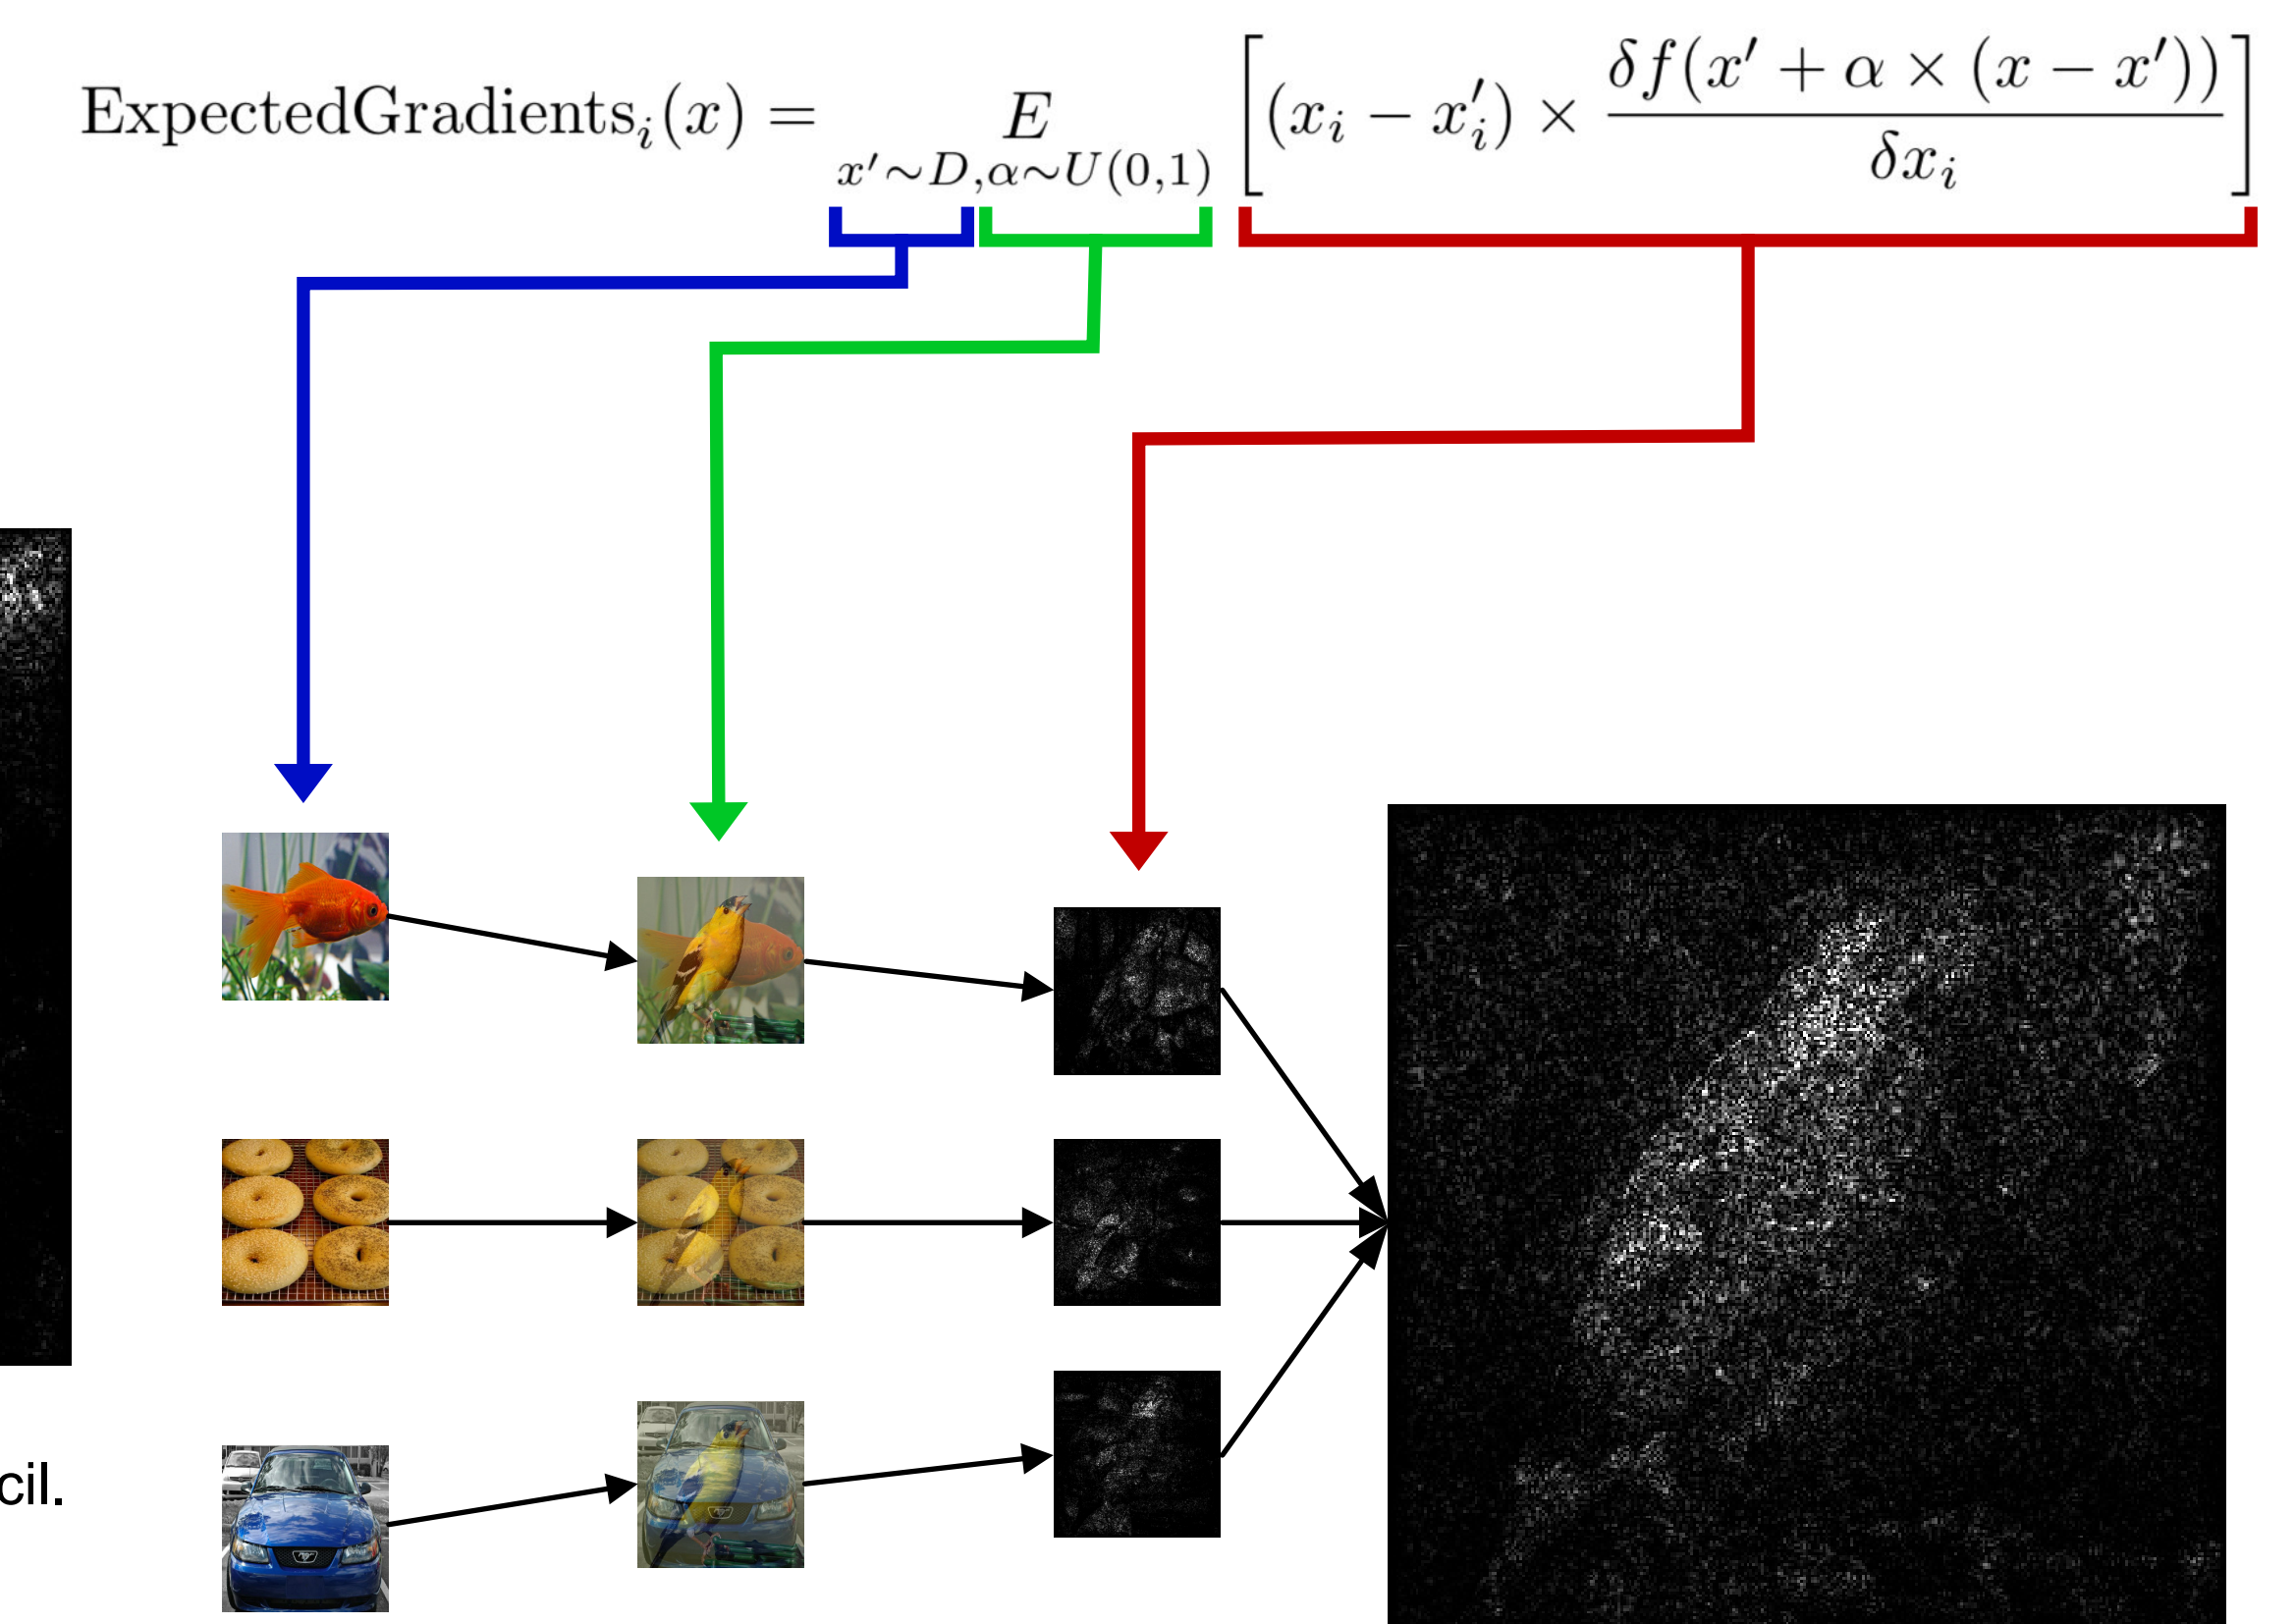 ExpectedGradients_i(x) = E_{x′∼D,α∼U(0,1)} [(x_i − x′_i) × δf(x′ + α × (x − x′)) / δx_i]
cil.